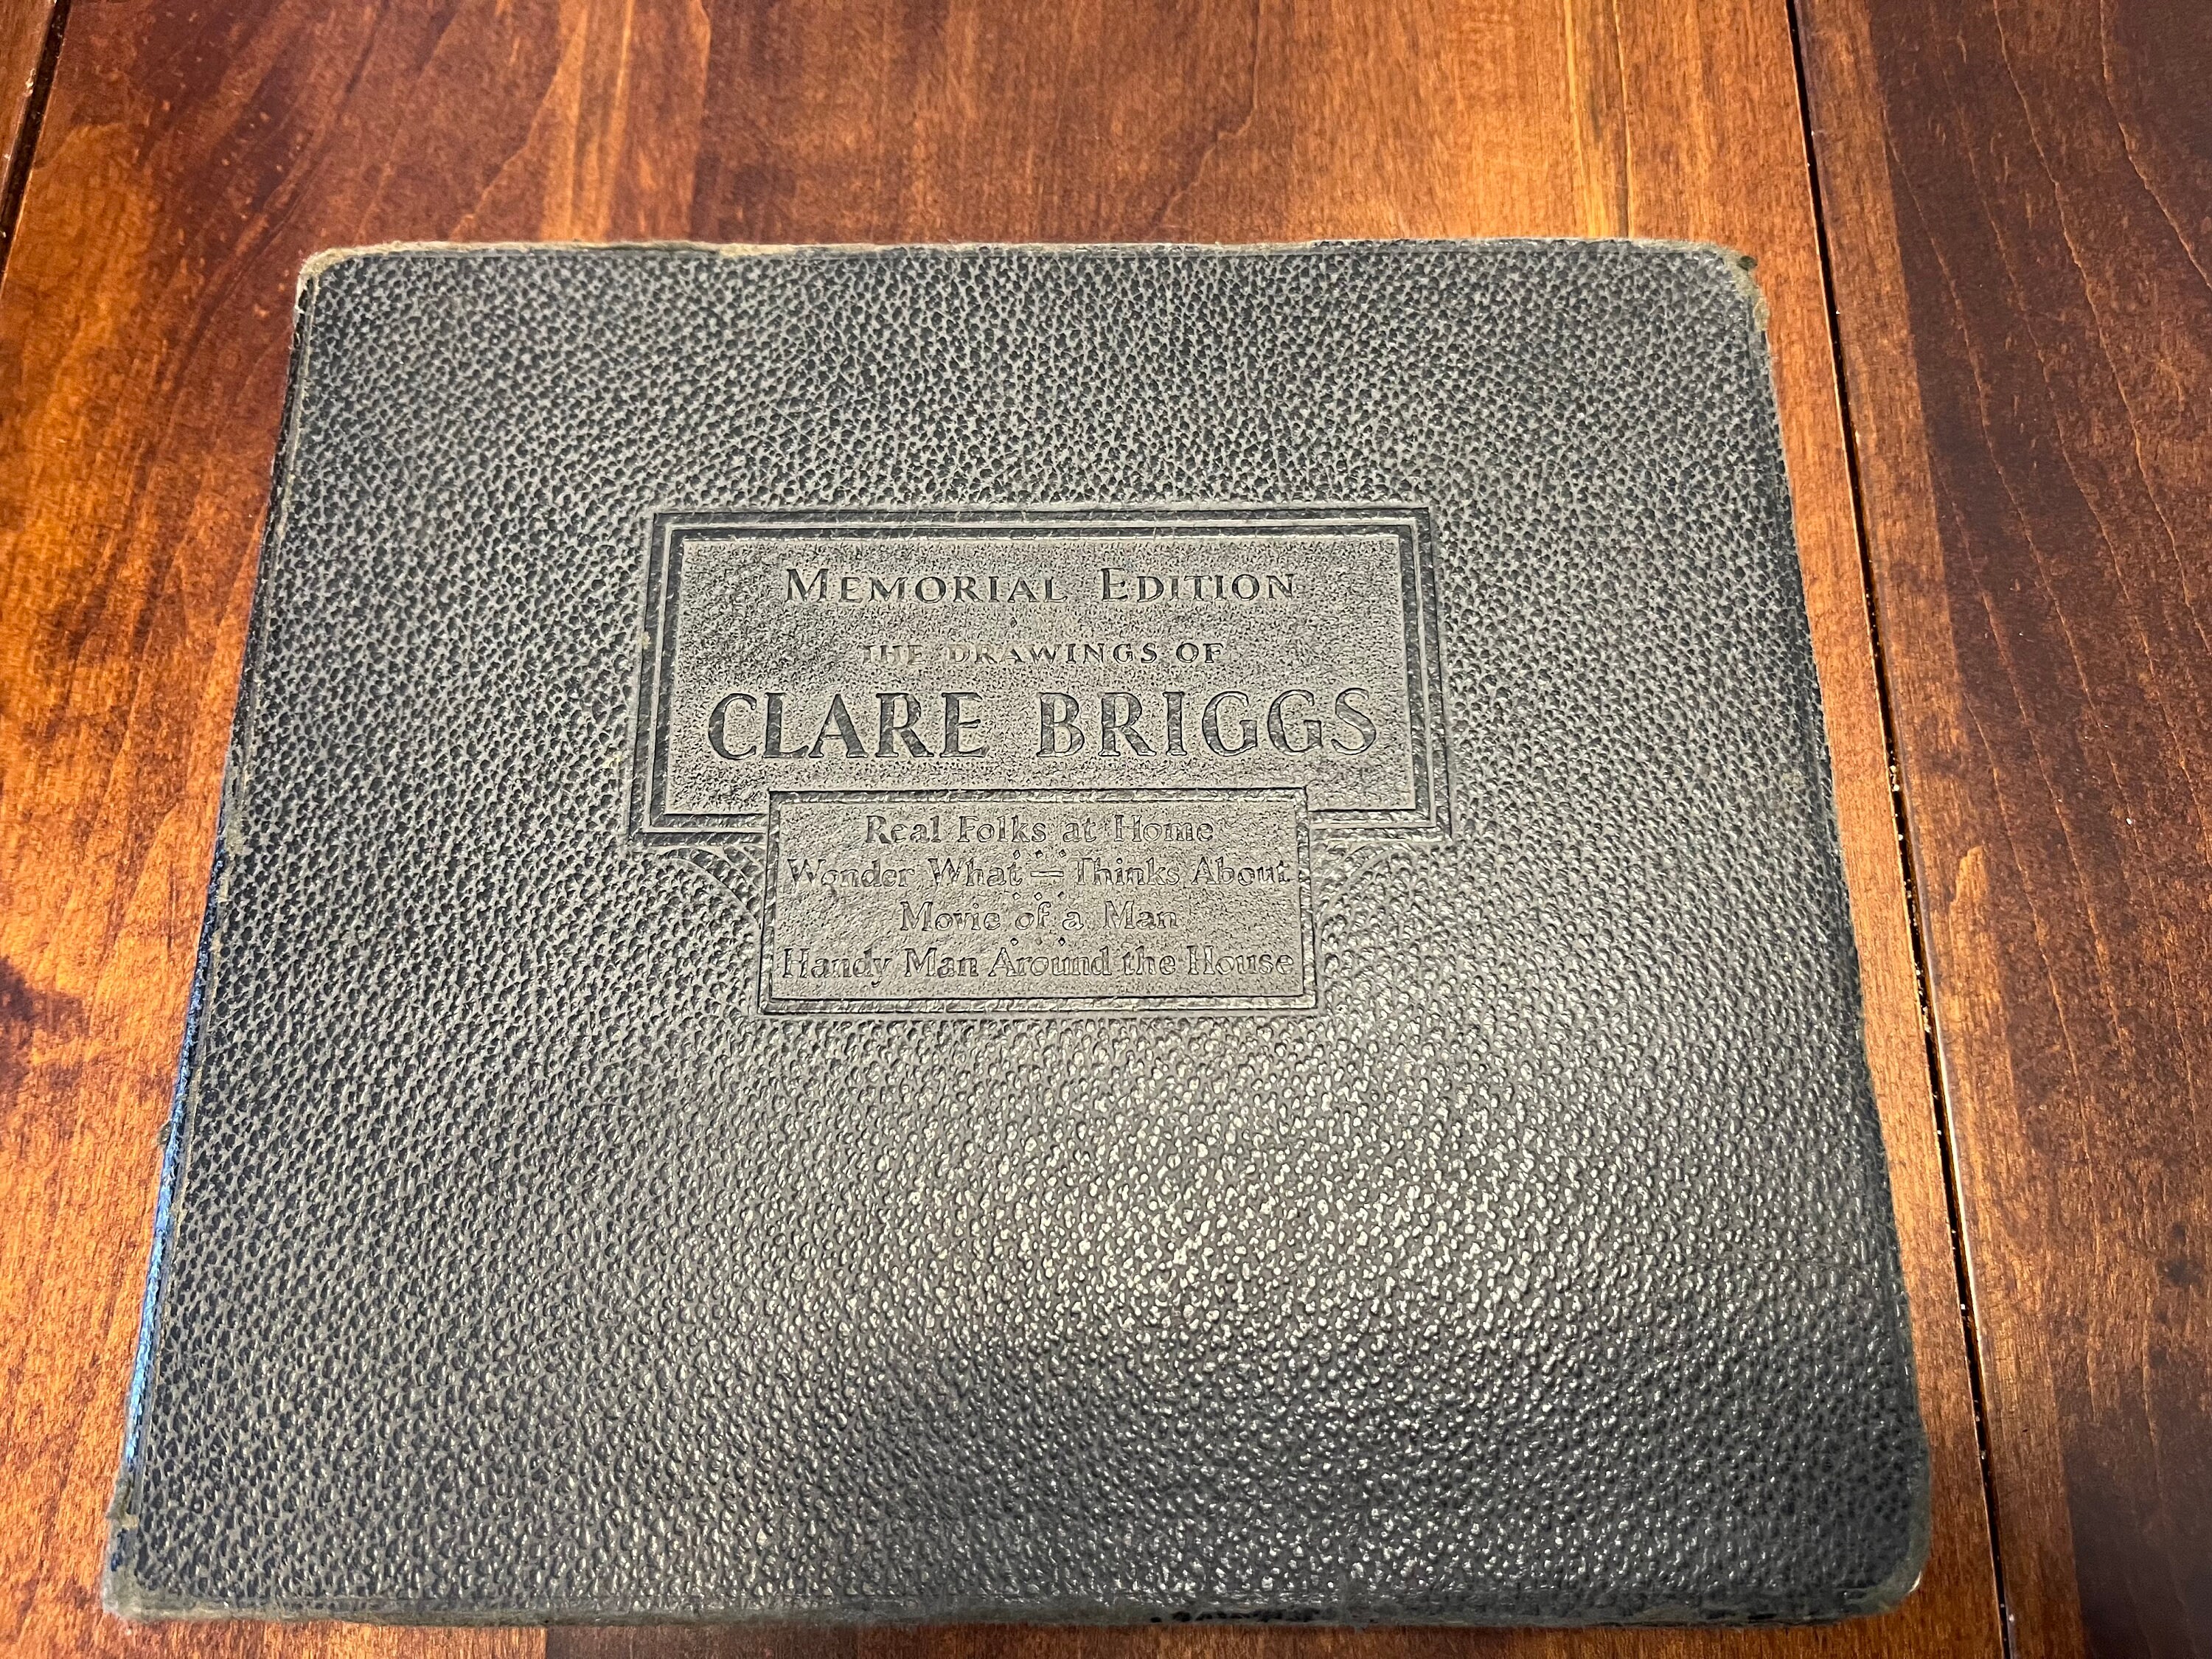 MEMORIAL EDITION
THE DRAWINGS OF
CLARE BRIGGS
Real Folks at Home
Wonder What — Thinks About
Movie of a Man
Handy Man Around the House